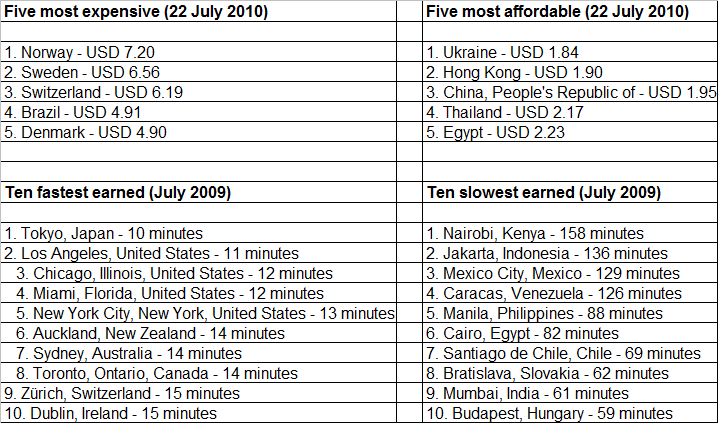 Five most expensive (22 July 2010)
1. Norway - USD 7.20
2. Sweden - USD 6.56
3. Switzerland - USD 6.19
4. Brazil - USD 4.91
5. Denmark - USD 4.90
Five most affordable (22 July 2010)
1. Ukraine - USD 1.84
2. Hong Kong - USD 1.90
3. China, People's Republic of - USD 1.95
4. Thailand - USD 2.17
5. Egypt - USD 2.23
Ten fastest earned (July 2009)
1. Tokyo, Japan - 10 minutes
2. Los Angeles, United States - 11 minutes
3. Chicago, Illinois, United States - 12 minutes
4. Miami, Florida, United States - 12 minutes
5. New York City, New York, United States - 13 minutes
6. Auckland, New Zealand - 14 minutes
7. Sydney, Australia - 14 minutes
8. Toronto, Ontario, Canada - 14 minutes
9. Zürich, Switzerland - 15 minutes
10. Dublin, Ireland - 15 minutes
Ten slowest earned (July 2009)
1. Nairobi, Kenya - 158 minutes
2. Jakarta, Indonesia - 136 minutes
3. Mexico City, Mexico - 129 minutes
4. Caracas, Venezuela - 126 minutes
5. Manila, Philippines - 88 minutes
6. Cairo, Egypt - 82 minutes
7. Santiago de Chile, Chile - 69 minutes
8. Bratislava, Slovakia - 62 minutes
9. Mumbai, India - 61 minutes
10. Budapest, Hungary - 59 minutes